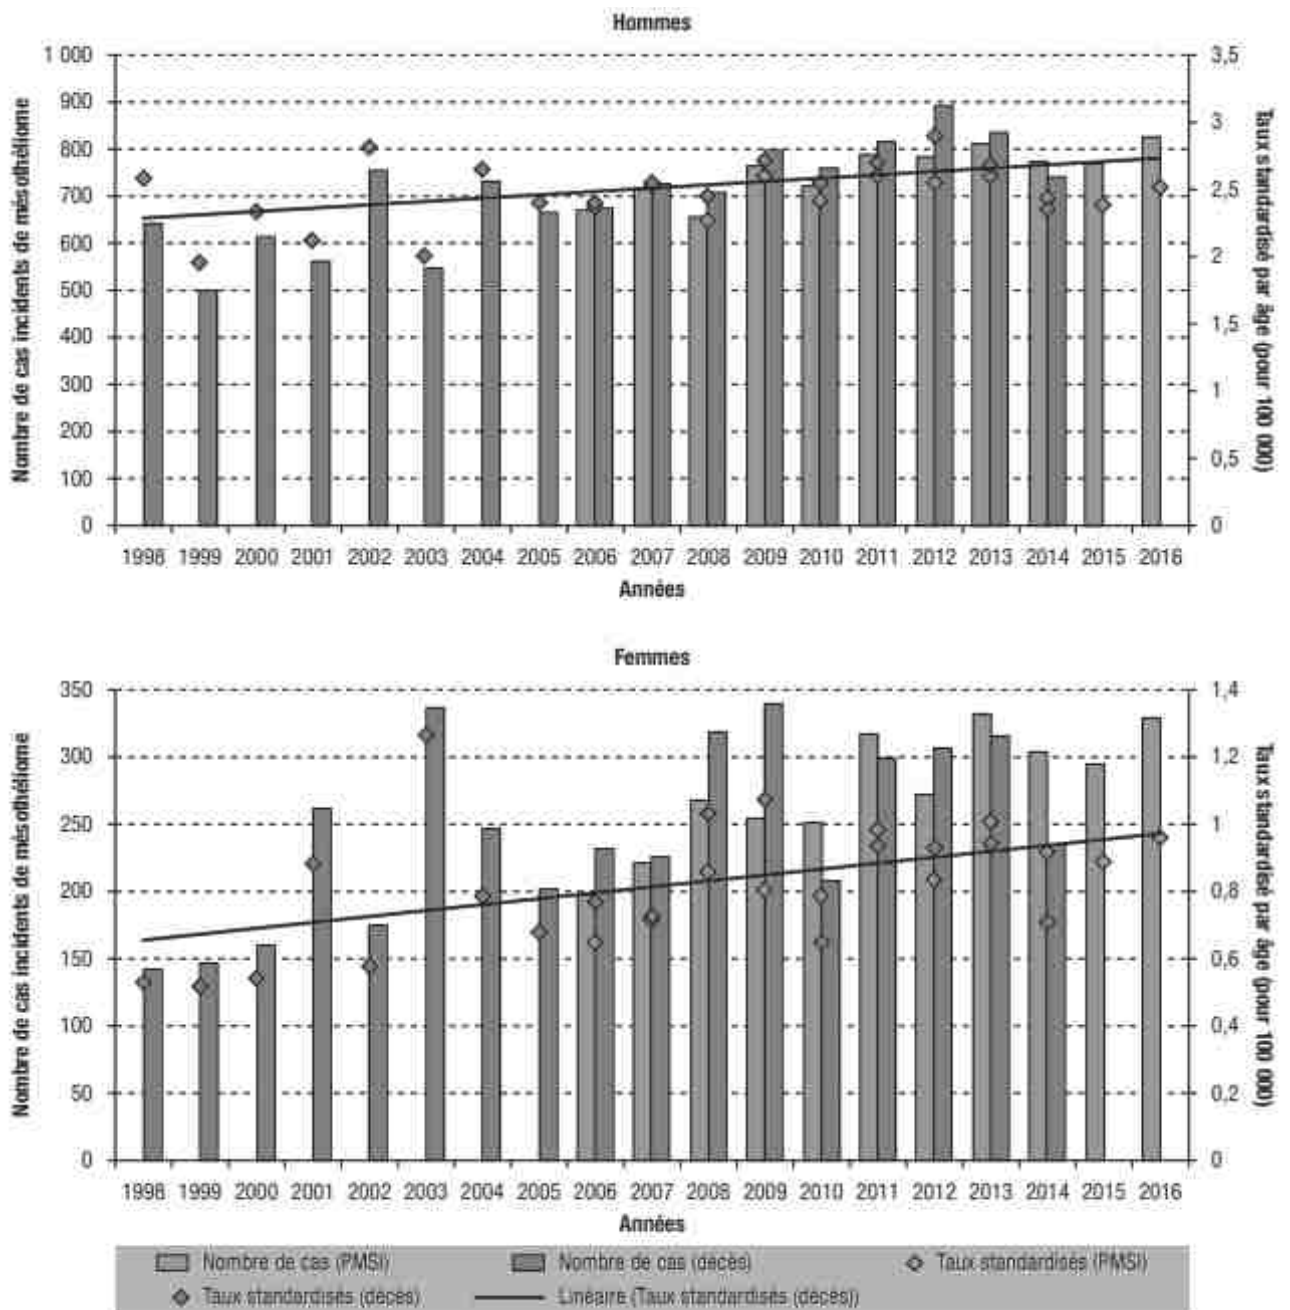 Hommes
Nombre de cas incidents de mésothéliome
Taux standardisé par âge (pour 100 000)
1 000
900
800
700
600
500
400
300
200
100
0
3,5
3
2,5
2
1,5
1
0,5
0
1998 1999 2000 2001 2002 2003 2004 2005 2006 2007 2008 2009 2010 2011 2012 2013 2014 2015 2016
Années
Femmes
Nombre de cas incidents de mésothéliome
Taux standardisé par âge (pour 100 000)
350
300
250
200
150
100
50
0
1,4
1,2
1
0,8
0,6
0,4
0,2
0
1998 1999 2000 2001 2002 2003 2004 2005 2006 2007 2008 2009 2010 2011 2012 2013 2014 2015 2016
Années
Nombre de cas (PMSI) Nombre de cas (décès) Taux standardisés (PMSI)
Taux standardisés (décès) Linéaire (Taux standardisés (décès))